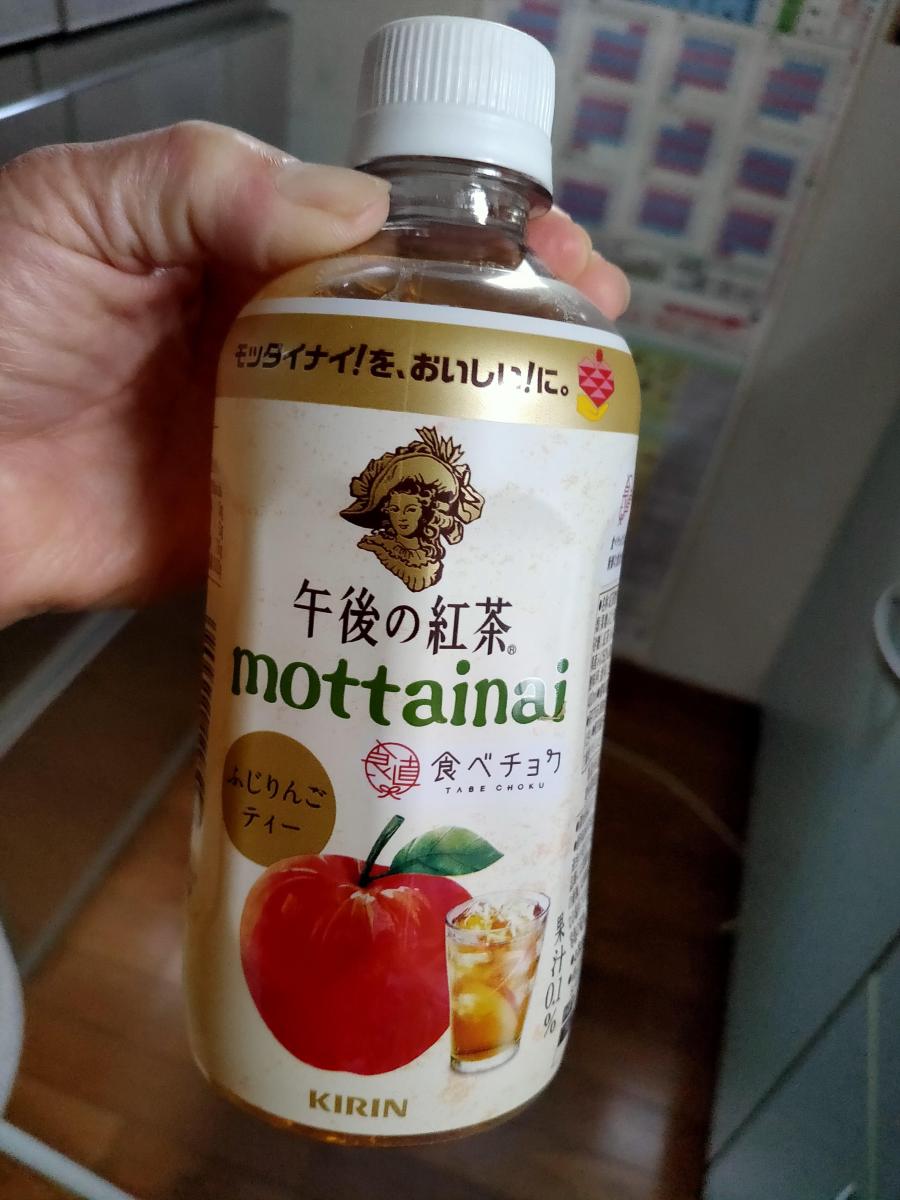 モッタイナイ!を、おいしい!に。
午後の紅茶®
mottainai
食直 食べチョク
TABE CHOKU
ふじりんご
ティー
果汁0.1%
KIRIN